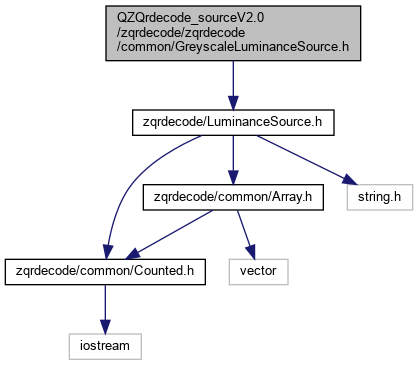 QZQrdecode_sourceV2.0
/zqrdecode/zqrdecode
/common/GreyscaleLuminanceSource.h
zqrdecode/LuminanceSource.h
zqrdecode/common/Array.h
string.h
zqrdecode/common/Counted.h
vector
iostream